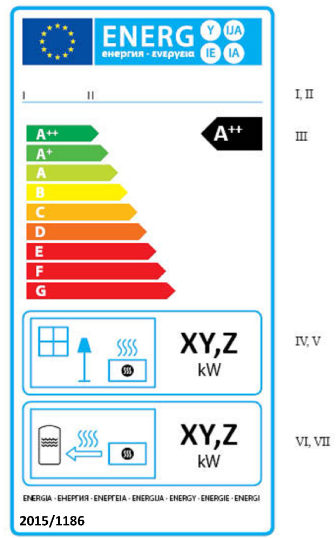 ENERG Y IJA
енергия · ενεργεια IE IA
I II I, II
A++ A++ III
A+
A
B
C
D
E
F
G
XY,Z IV, V
kW
XY,Z VI, VII
kW
ENERGIA · ЕНЕРГИЯ · ΕΝΕΡΓΕΙΑ · ENERGIJA · ENERGY · ENERGIE · ENERGI
2015/1186